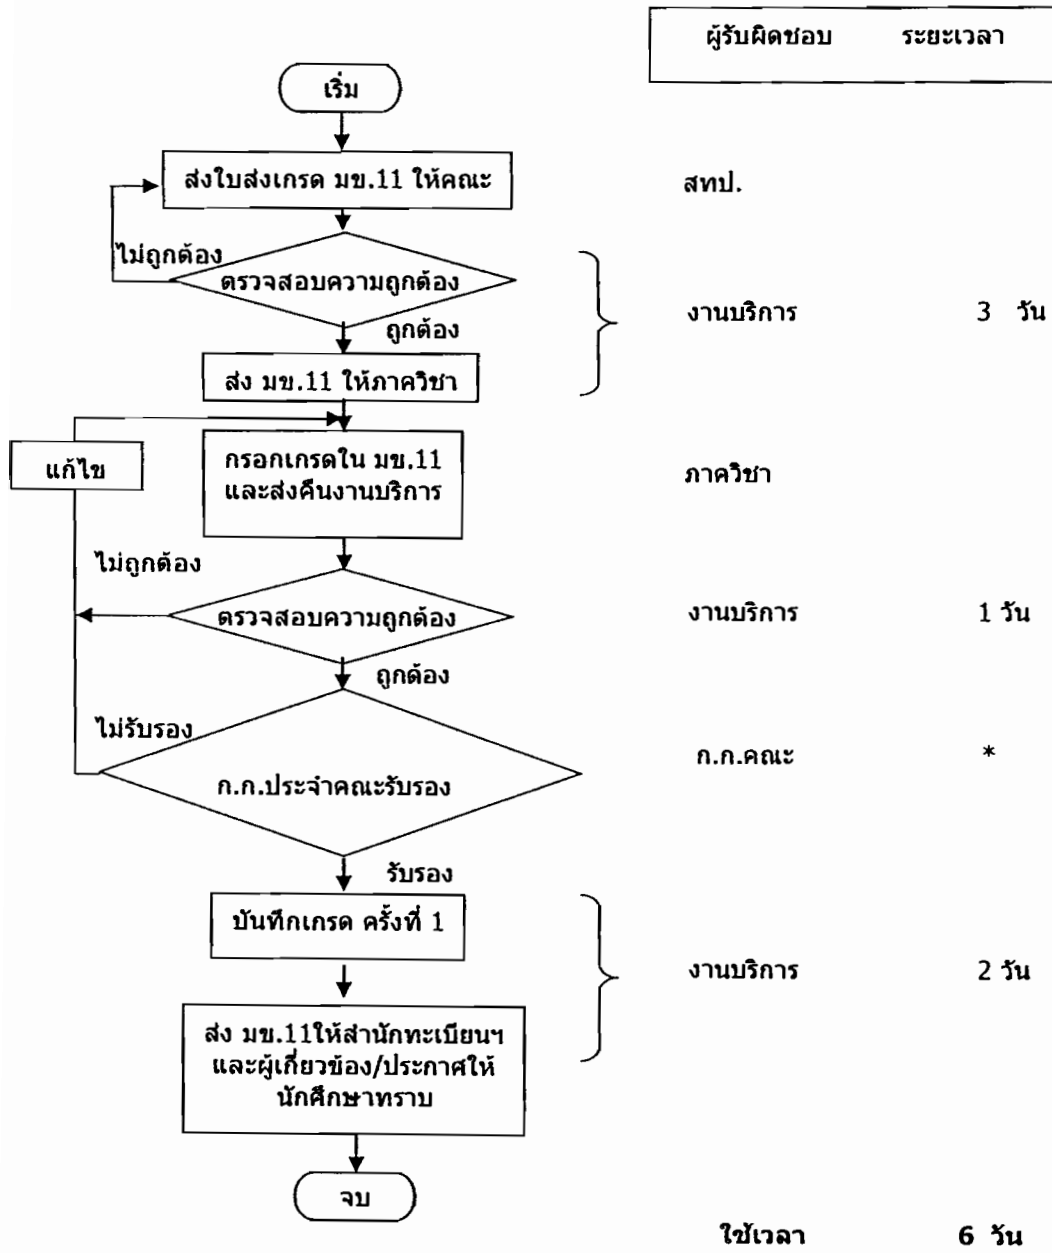 ผู้รับผิดชอบ ระยะเวลา
เริ่ม
ส่งใบส่งเกรด มข.11 ให้คณะ
สทป.
ไม่ถูกต้อง
ตรวจสอบความถูกต้อง
งานบริการ 3 วัน
ถูกต้อง
ส่ง มข.11 ให้ภาควิชา
แก้ไข
กรอกเกรดใน มข.11
และส่งคืนงานบริการ
ภาควิชา
ไม่ถูกต้อง
ตรวจสอบความถูกต้อง
งานบริการ 1 วัน
ถูกต้อง
ไม่รับรอง
ก.ก.ประจำคณะรับรอง
ก.ก.คณะ *
รับรอง
บันทึกเกรด ครั้งที่ 1
งานบริการ 2 วัน
ส่ง มข.11ให้สำนักทะเบียนฯ
และผู้เกี่ยวข้อง/ประกาศให้
นักศึกษาทราบ
จบ
ใช้เวลา 6 วัน